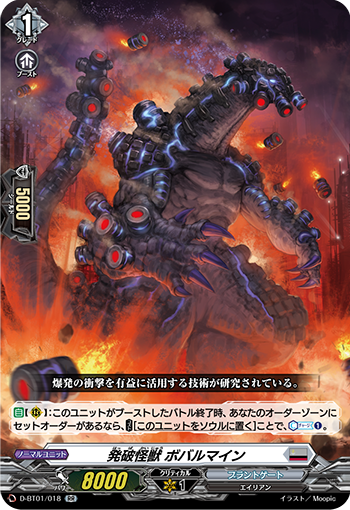 1
グレード
ブースト
5000
シールド
爆発の衝撃を有益に活用する技術が研究されている。
自【(R)】:このユニットがブーストしたバトル終了時、あなたのオーダーゾーンに
セットオーダーがあるなら、【このユニットをソウルに置く】ことで、(1)。
ノーマルユニット
発破怪獣 ボバルマイン
パワー 8000
クリティカル
1
ブラントゲート
エイリアン
D-BT01/018 RR
イラスト/Moopic